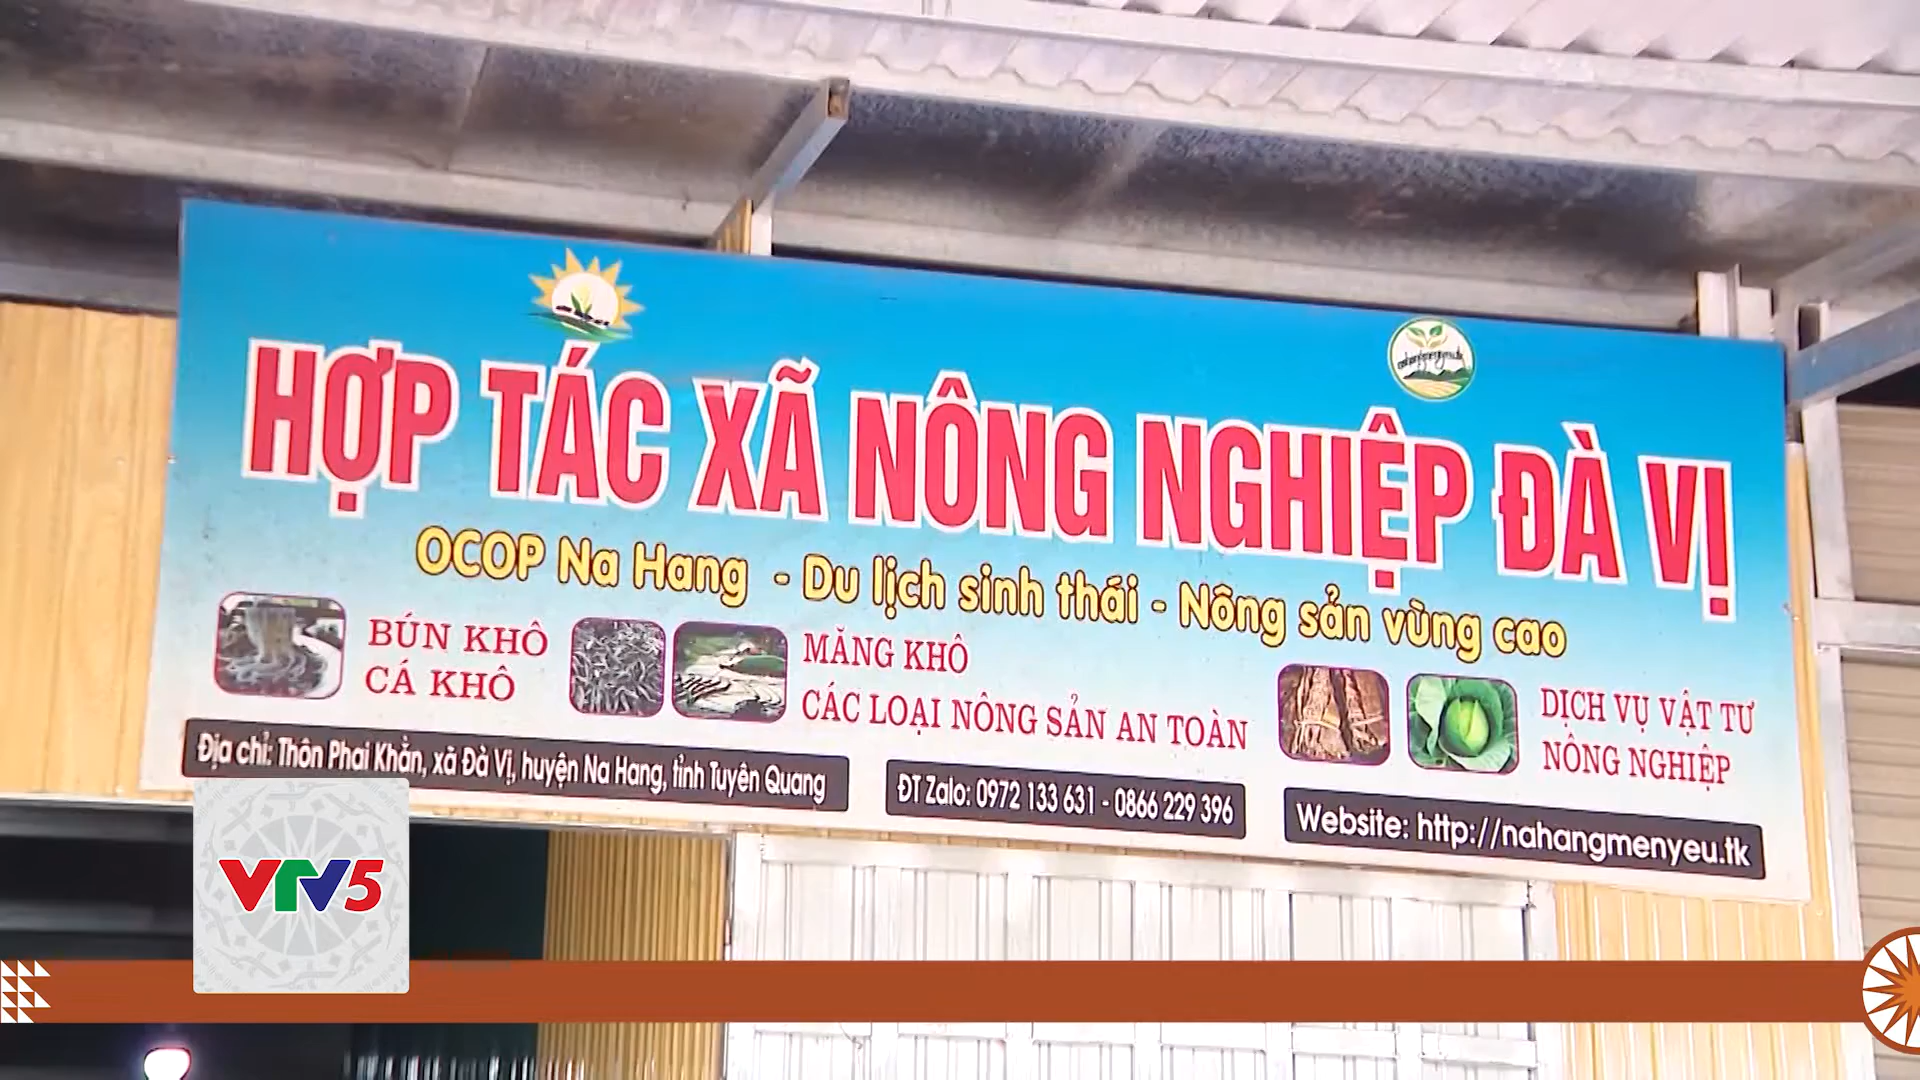 HỢP TÁC XÃ NÔNG NGHIỆP ĐÀ VỊ
OCOP Na Hang - Du lịch sinh thái - Nông sản vùng cao
BÚN KHÔ
CÁ KHÔ
MĂNG KHÔ
CÁC LOẠI NÔNG SẢN AN TOÀN
DỊCH VỤ VẬT TƯ
NÔNG NGHIỆP
Địa chỉ: Thôn Phai Khằn, xã Đà Vị, huyện Na Hang, tỉnh Tuyên Quang
ĐT Zalo: 0972 133 631 - 0866 229 396
Website: http://nahangmenyeu.tk
VTV5